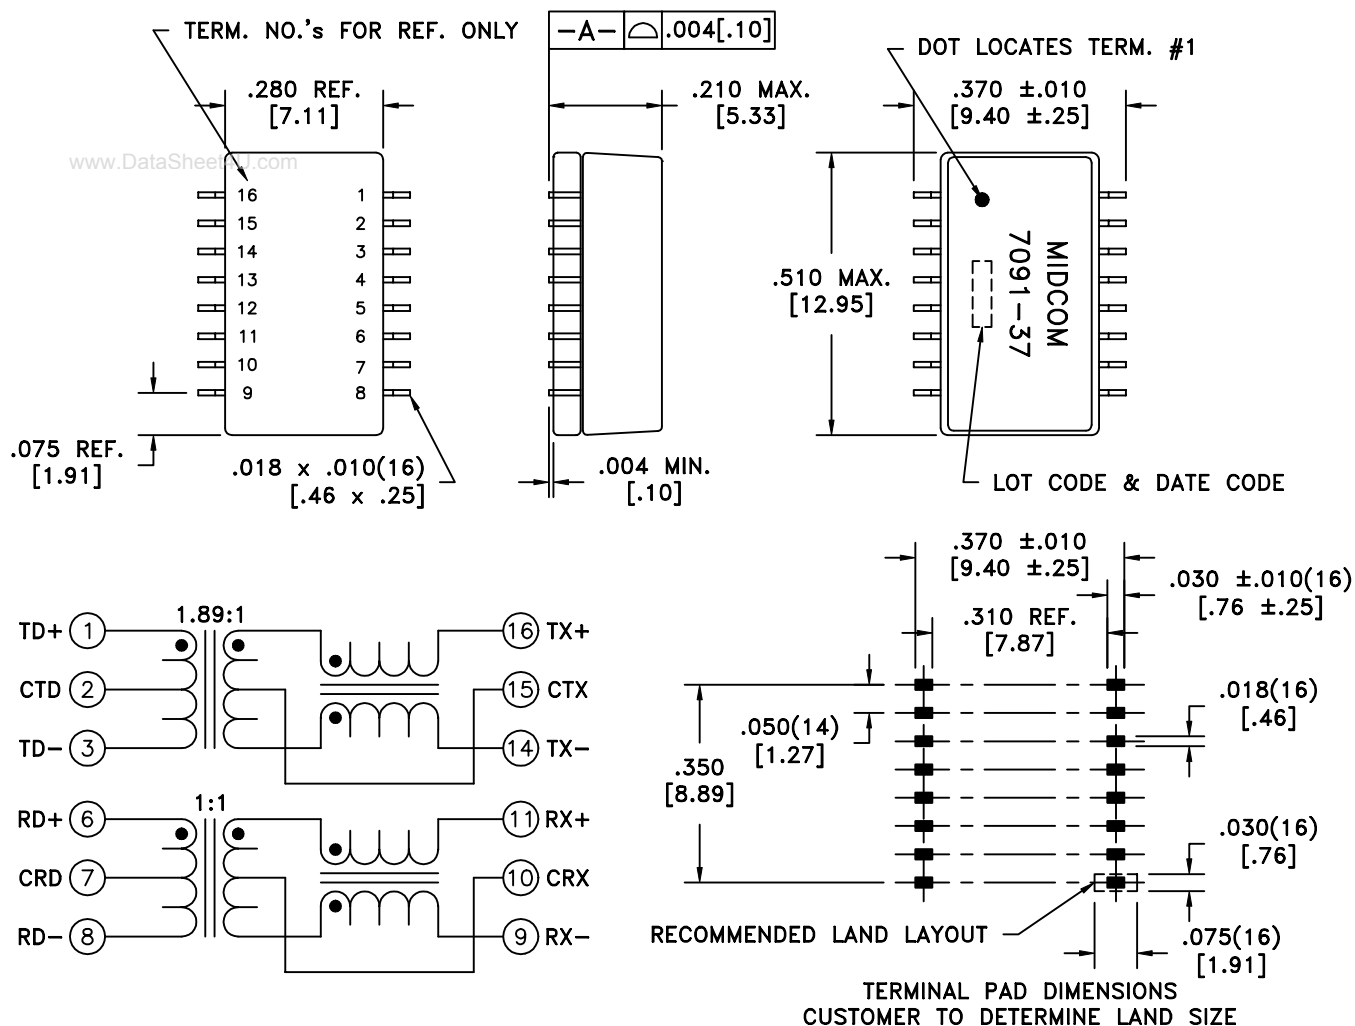 TERM. NO.'s FOR REF. ONLY
-A- .004[.10]
DOT LOCATES TERM. #1
.280 REF.
[7.11]
.210 MAX.
[5.33]
.370 ±.010
[9.40 ±.25]
www.DataSheet4U.com
16 1
15 2
14 3
13 4
12 5
11 6
10 7
9 8
.510 MAX.
[12.95]
MIDCOM
7091-37
.075 REF.
[1.91]
.018 x .010(16)
[.46 x .25]
.004 MIN.
[.10]
LOT CODE & DATE CODE
1.89:1
TD+ 1 16 TX+
CTD 2 15 CTX
TD- 3 14 TX-
1:1
RD+ 6 11 RX+
CRD 7 10 CRX
RD- 8 9 RX-
.370 ±.010
[9.40 ±.25]
.030 ±.010(16)
[.76 ±.25]
.310 REF.
[7.87]
.018(16)
[.46]
.050(14)
[1.27]
.350
[8.89]
.030(16)
[.76]
RECOMMENDED LAND LAYOUT
.075(16)
[1.91]
TERMINAL PAD DIMENSIONS
CUSTOMER TO DETERMINE LAND SIZE